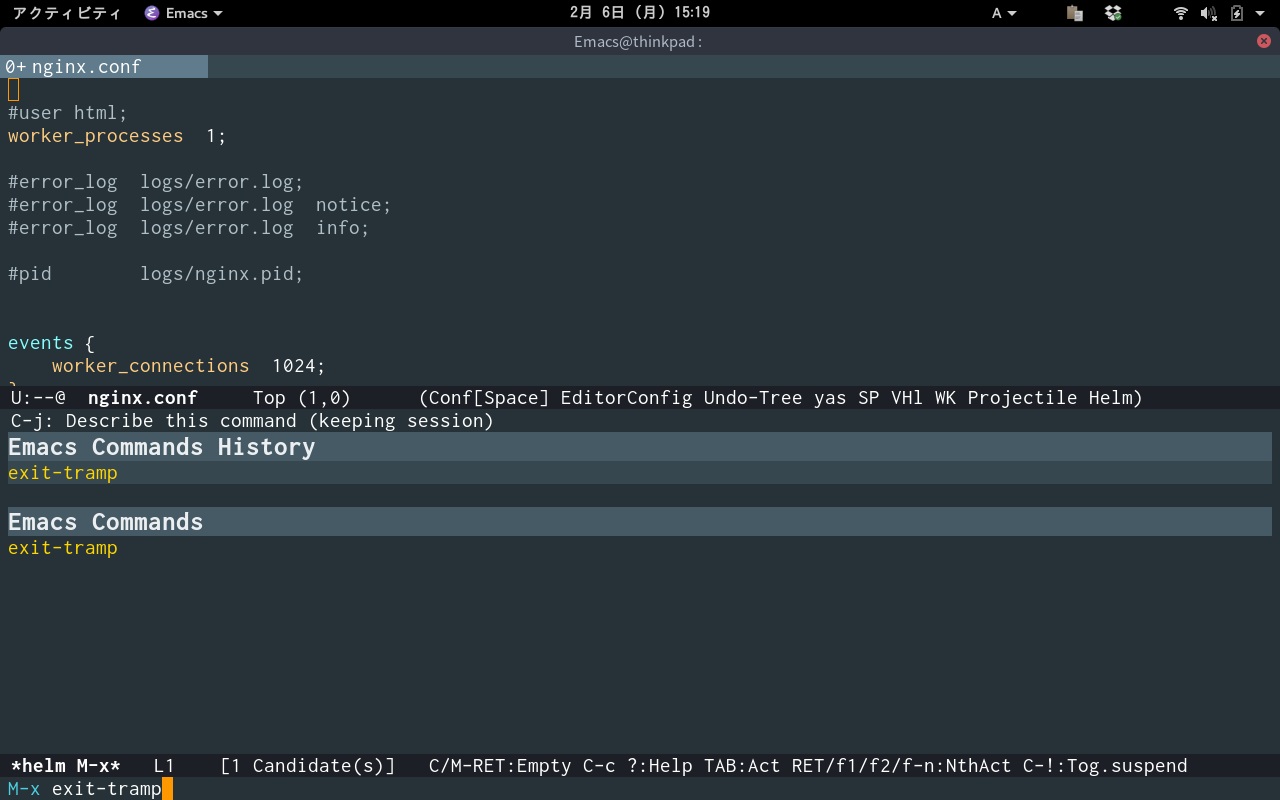 アクティビティ Emacs 2月 6日 (月) 15:19 A
Emacs@thinkpad:
0+ nginx.conf
#user html;
worker_processes  1;
#error_log  logs/error.log;
#error_log  logs/error.log  notice;
#error_log  logs/error.log  info;
#pid        logs/nginx.pid;
events {
    worker_connections  1024;
U:--@  nginx.conf     Top (1,0)      (Conf[Space] EditorConfig Undo-Tree yas SP VHl WK Projectile Helm)
C-j: Describe this command (keeping session)
Emacs Commands History
exit-tramp
Emacs Commands
exit-tramp
*helm M-x*   L1    [1 Candidate(s)]   C/M-RET:Empty C-c ?:Help TAB:Act RET/f1/f2/f-n:NthAct C-!:Tog.suspend
M-x exit-tramp